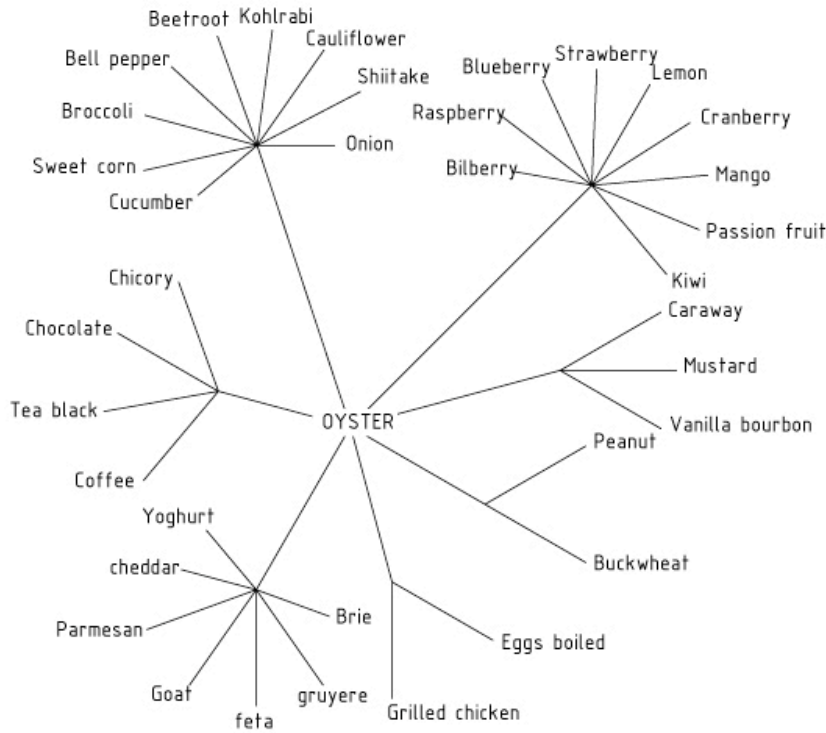 Beetroot
Kohlrabi
Cauliflower
Bell pepper
Shiitake
Broccoli
Onion
Sweet corn
Cucumber
Strawberry
Blueberry
Lemon
Raspberry
Cranberry
Bilberry
Mango
Passion fruit
Kiwi
Chicory
Chocolate
Tea black
Coffee
OYSTER
Caraway
Mustard
Vanilla bourbon
Peanut
Buckwheat
Yoghurt
cheddar
Parmesan
Brie
Goat
feta
gruyere
Eggs boiled
Grilled chicken